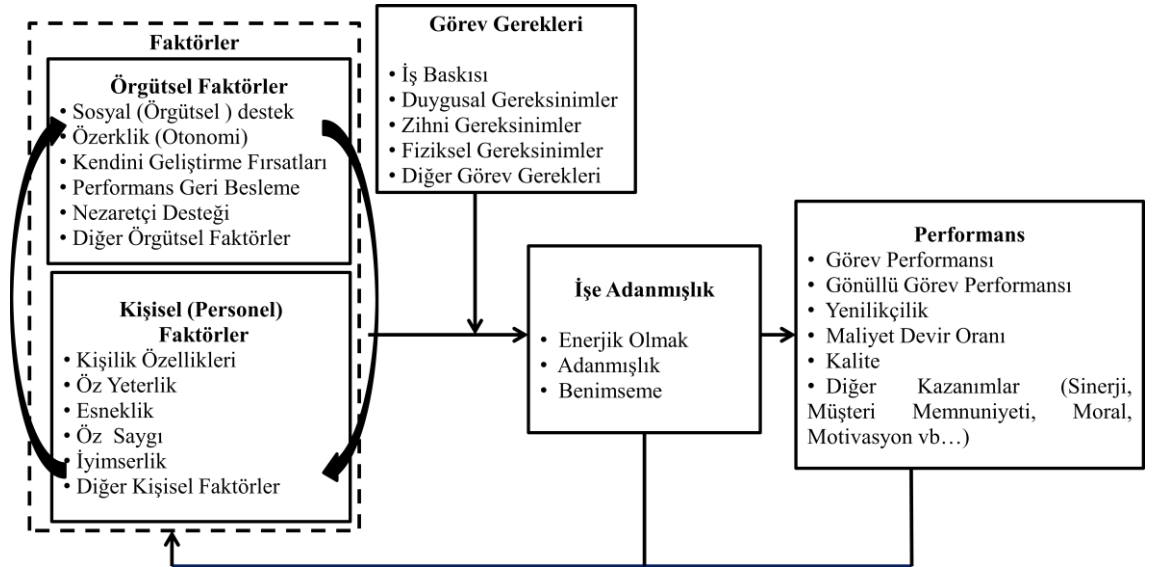 Faktörler
Örgütsel Faktörler
• Sosyal (Örgütsel ) destek
• Özerklik (Otonomi)
• Kendini Geliştirme Fırsatları
• Performans Geri Besleme
• Nezaretçi Desteği
• Diğer Örgütsel Faktörler
Kişisel (Personel)
Faktörler
• Kişilik Özellikleri
• Öz Yeterlik
• Esneklik
• Öz Saygı
• İyimserlik
• Diğer Kişisel Faktörler
Görev Gerekleri
• İş Baskısı
• Duygusal Gereksinimler
• Zihni Gereksinimler
• Fiziksel Gereksinimler
• Diğer Görev Gerekleri
İşe Adanmışlık
• Enerjik Olmak
• Adanmışlık
• Benimseme
Performans
• Görev Performansı
• Gönüllü Görev Performansı
• Yenilikçilik
• Maliyet Devir Oranı
• Kalite
• Diğer Kazanımlar (Sinerji,
Müşteri Memnuniyeti, Moral,
Motivasyon vb…)